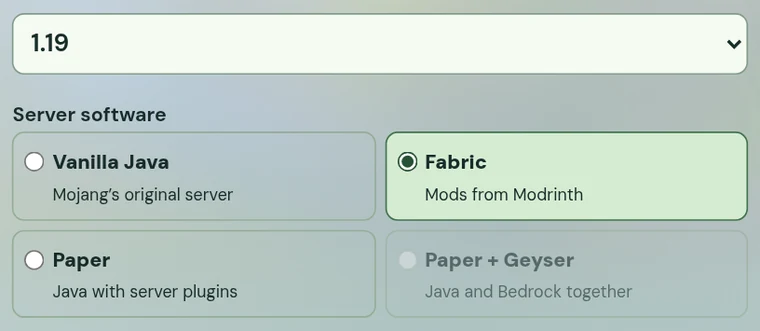 1.19
Server software
Vanilla Java
Mojang’s original server
Fabric
Mods from Modrinth
Paper
Java with server plugins
Paper + Geyser
Java and Bedrock together